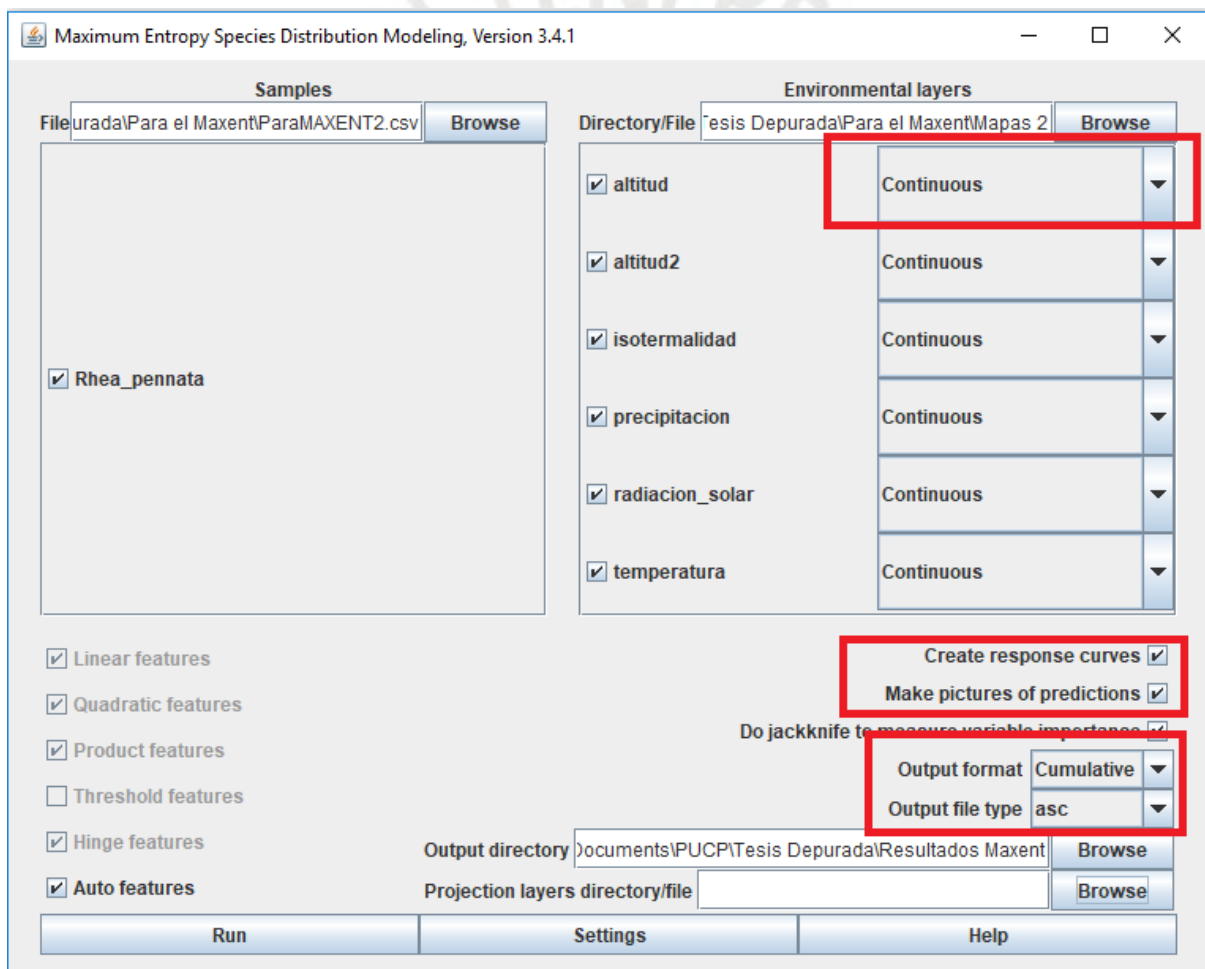 Maximum Entropy Species Distribution Modeling, Version 3.4.1
Samples
File urada\Para el Maxent\ParaMAXENT2.csv Browse
Rhea_pennata
Environmental layers
Directory/File Tesis Depurada\Para el Maxent\Mapas 2 Browse
altitud Continuous
altitud2 Continuous
isotermalidad Continuous
precipitacion Continuous
radiacion_solar Continuous
temperatura Continuous
Linear features
Quadratic features
Product features
Threshold features
Hinge features
Auto features
Create response curves
Make pictures of predictions
Do jackknife to measure variable importance
Output format Cumulative
Output file type asc
Output directory Documents\PUCP\Tesis Depurada\Resultados Maxent Browse
Projection layers directory/file Browse
Run Settings Help